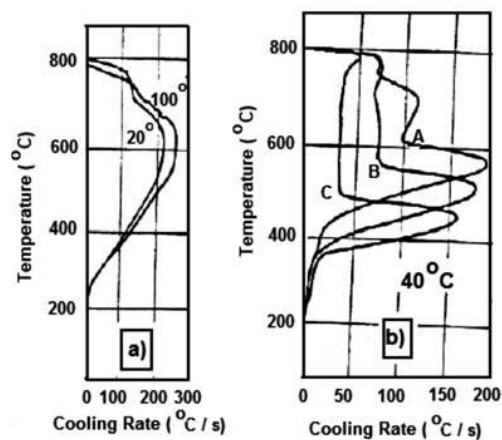 800
600
400
200
Temperature (°C)
100°
20°
a)
0 100 200 300
Cooling Rate (°C / s)
800
600
400
200
Temperature (°C)
A
B
C
40°C
b)
0 50 100 150 200
Cooling Rate (°C / s)